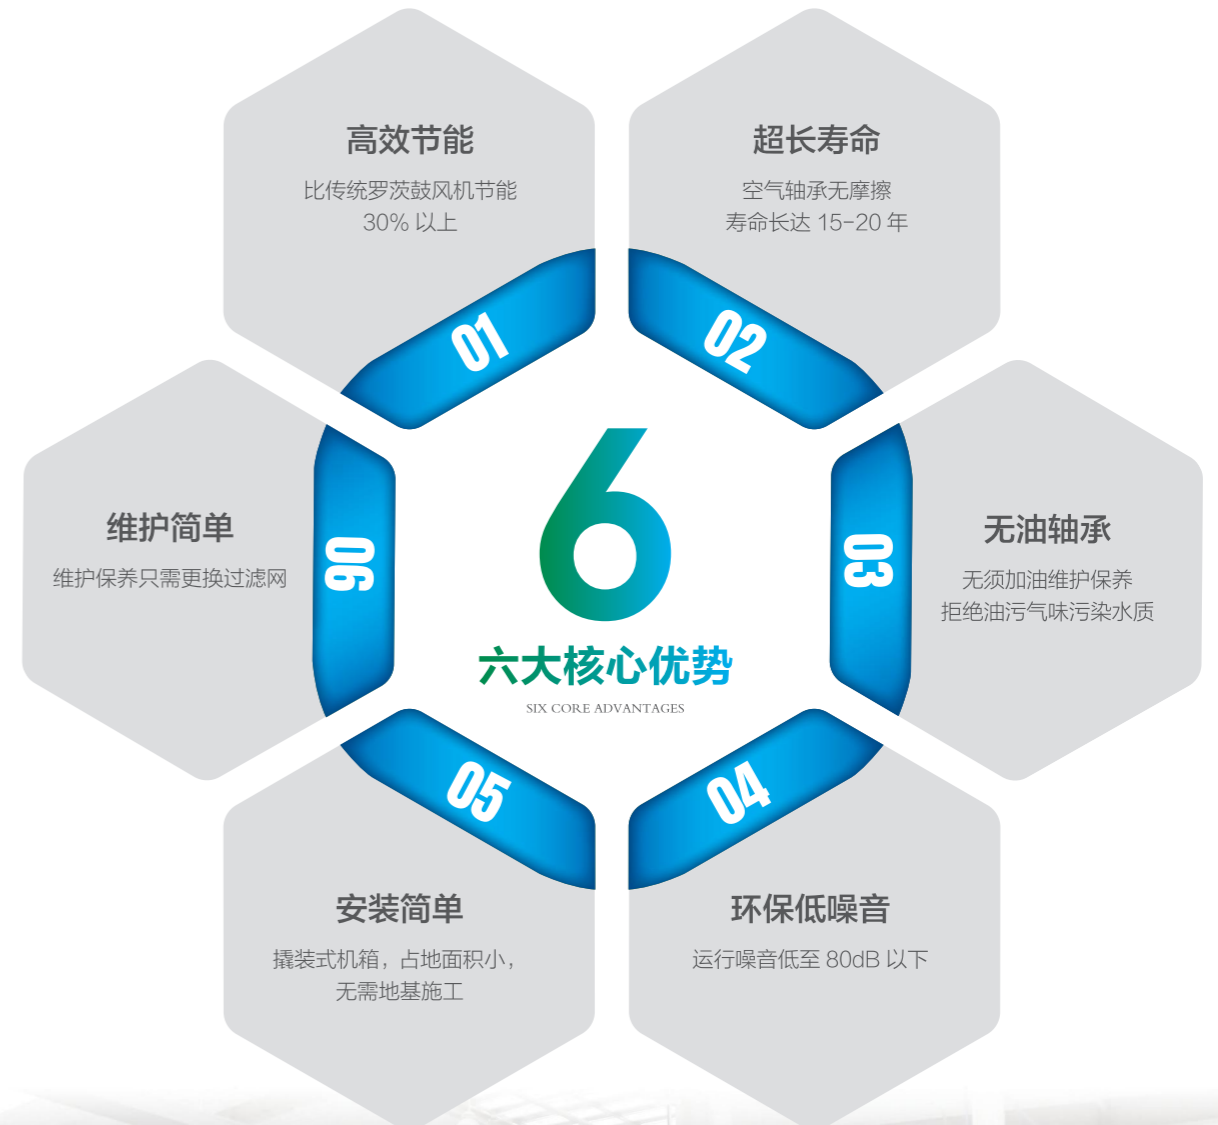 高效节能
比传统罗茨鼓风机节能
30% 以上
01
超长寿命
空气轴承无摩擦
寿命长达 15-20 年
02
无油轴承
无须加油维护保养
拒绝油污气味污染水质
03
环保低噪音
运行噪音低至 80dB 以下
04
安装简单
撬装式机箱，占地面积小，
无需地基施工
05
维护简单
维护保养只需更换过滤网
06
6
六大核心优势
SIX CORE ADVANTAGES